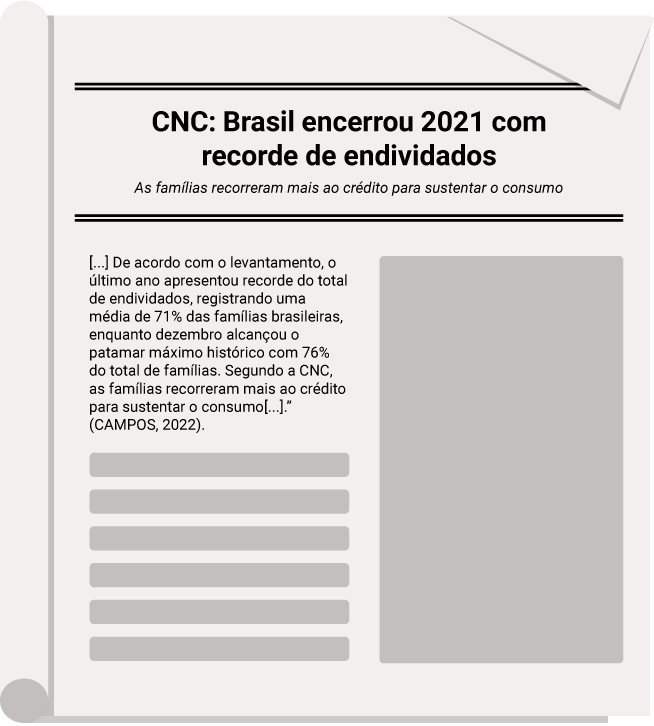 CNC: Brasil encerrou 2021 com
recorde de endividados
As famílias recorreram mais ao crédito para sustentar o consumo
[...] De acordo com o levantamento, o
último ano apresentou recorde do total
de endividados, registrando uma
média de 71% das famílias brasileiras,
enquanto dezembro alcançou o
patamar máximo histórico com 76%
do total de famílias. Segundo a CNC,
as famílias recorreram mais ao crédito
para sustentar o consumo[...].”
(CAMPOS, 2022).